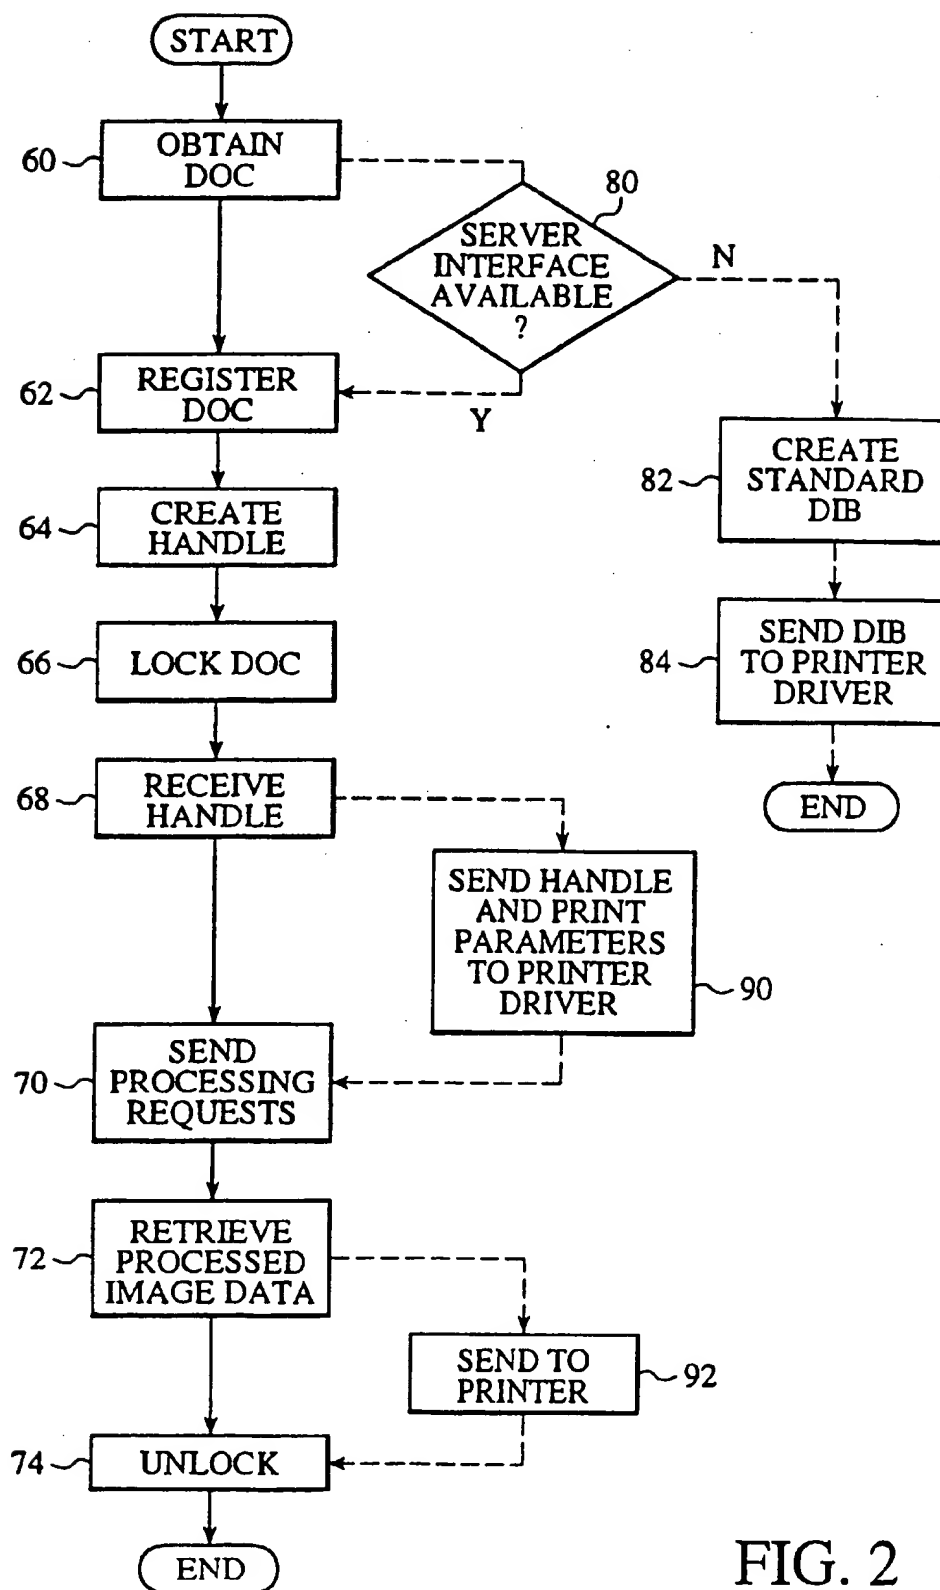 START
OBTAIN
DOC
60
80
SERVER
INTERFACE
AVAILABLE
?
N
Y
REGISTER
DOC
62
CREATE
HANDLE
64
LOCK DOC
66
RECEIVE
HANDLE
68
CREATE
STANDARD
DIB
82
SEND DIB
TO PRINTER
DRIVER
84
END
SEND HANDLE
AND PRINT
PARAMETERS
TO PRINTER
DRIVER
90
SEND
PROCESSING
REQUESTS
70
RETRIEVE
PROCESSED
IMAGE DATA
72
SEND TO
PRINTER
92
UNLOCK
74
END
FIG. 2